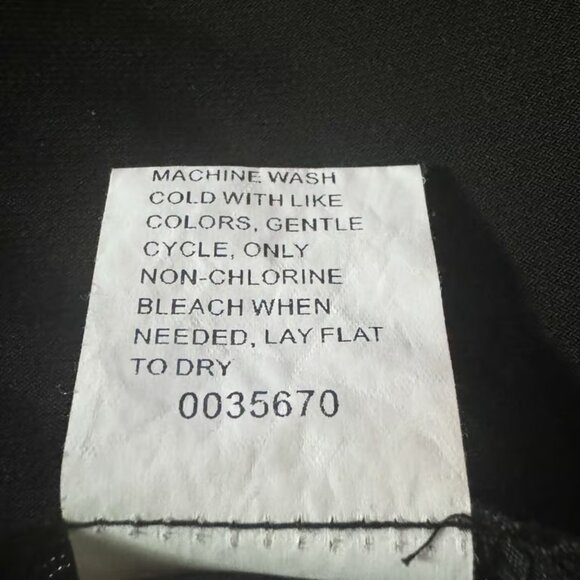 MACHINE WASH
COLD WITH LIKE
COLORS, GENTLE
CYCLE, ONLY
NON-CHLORINE
BLEACH WHEN
NEEDED, LAY FLAT
TO DRY
0035670